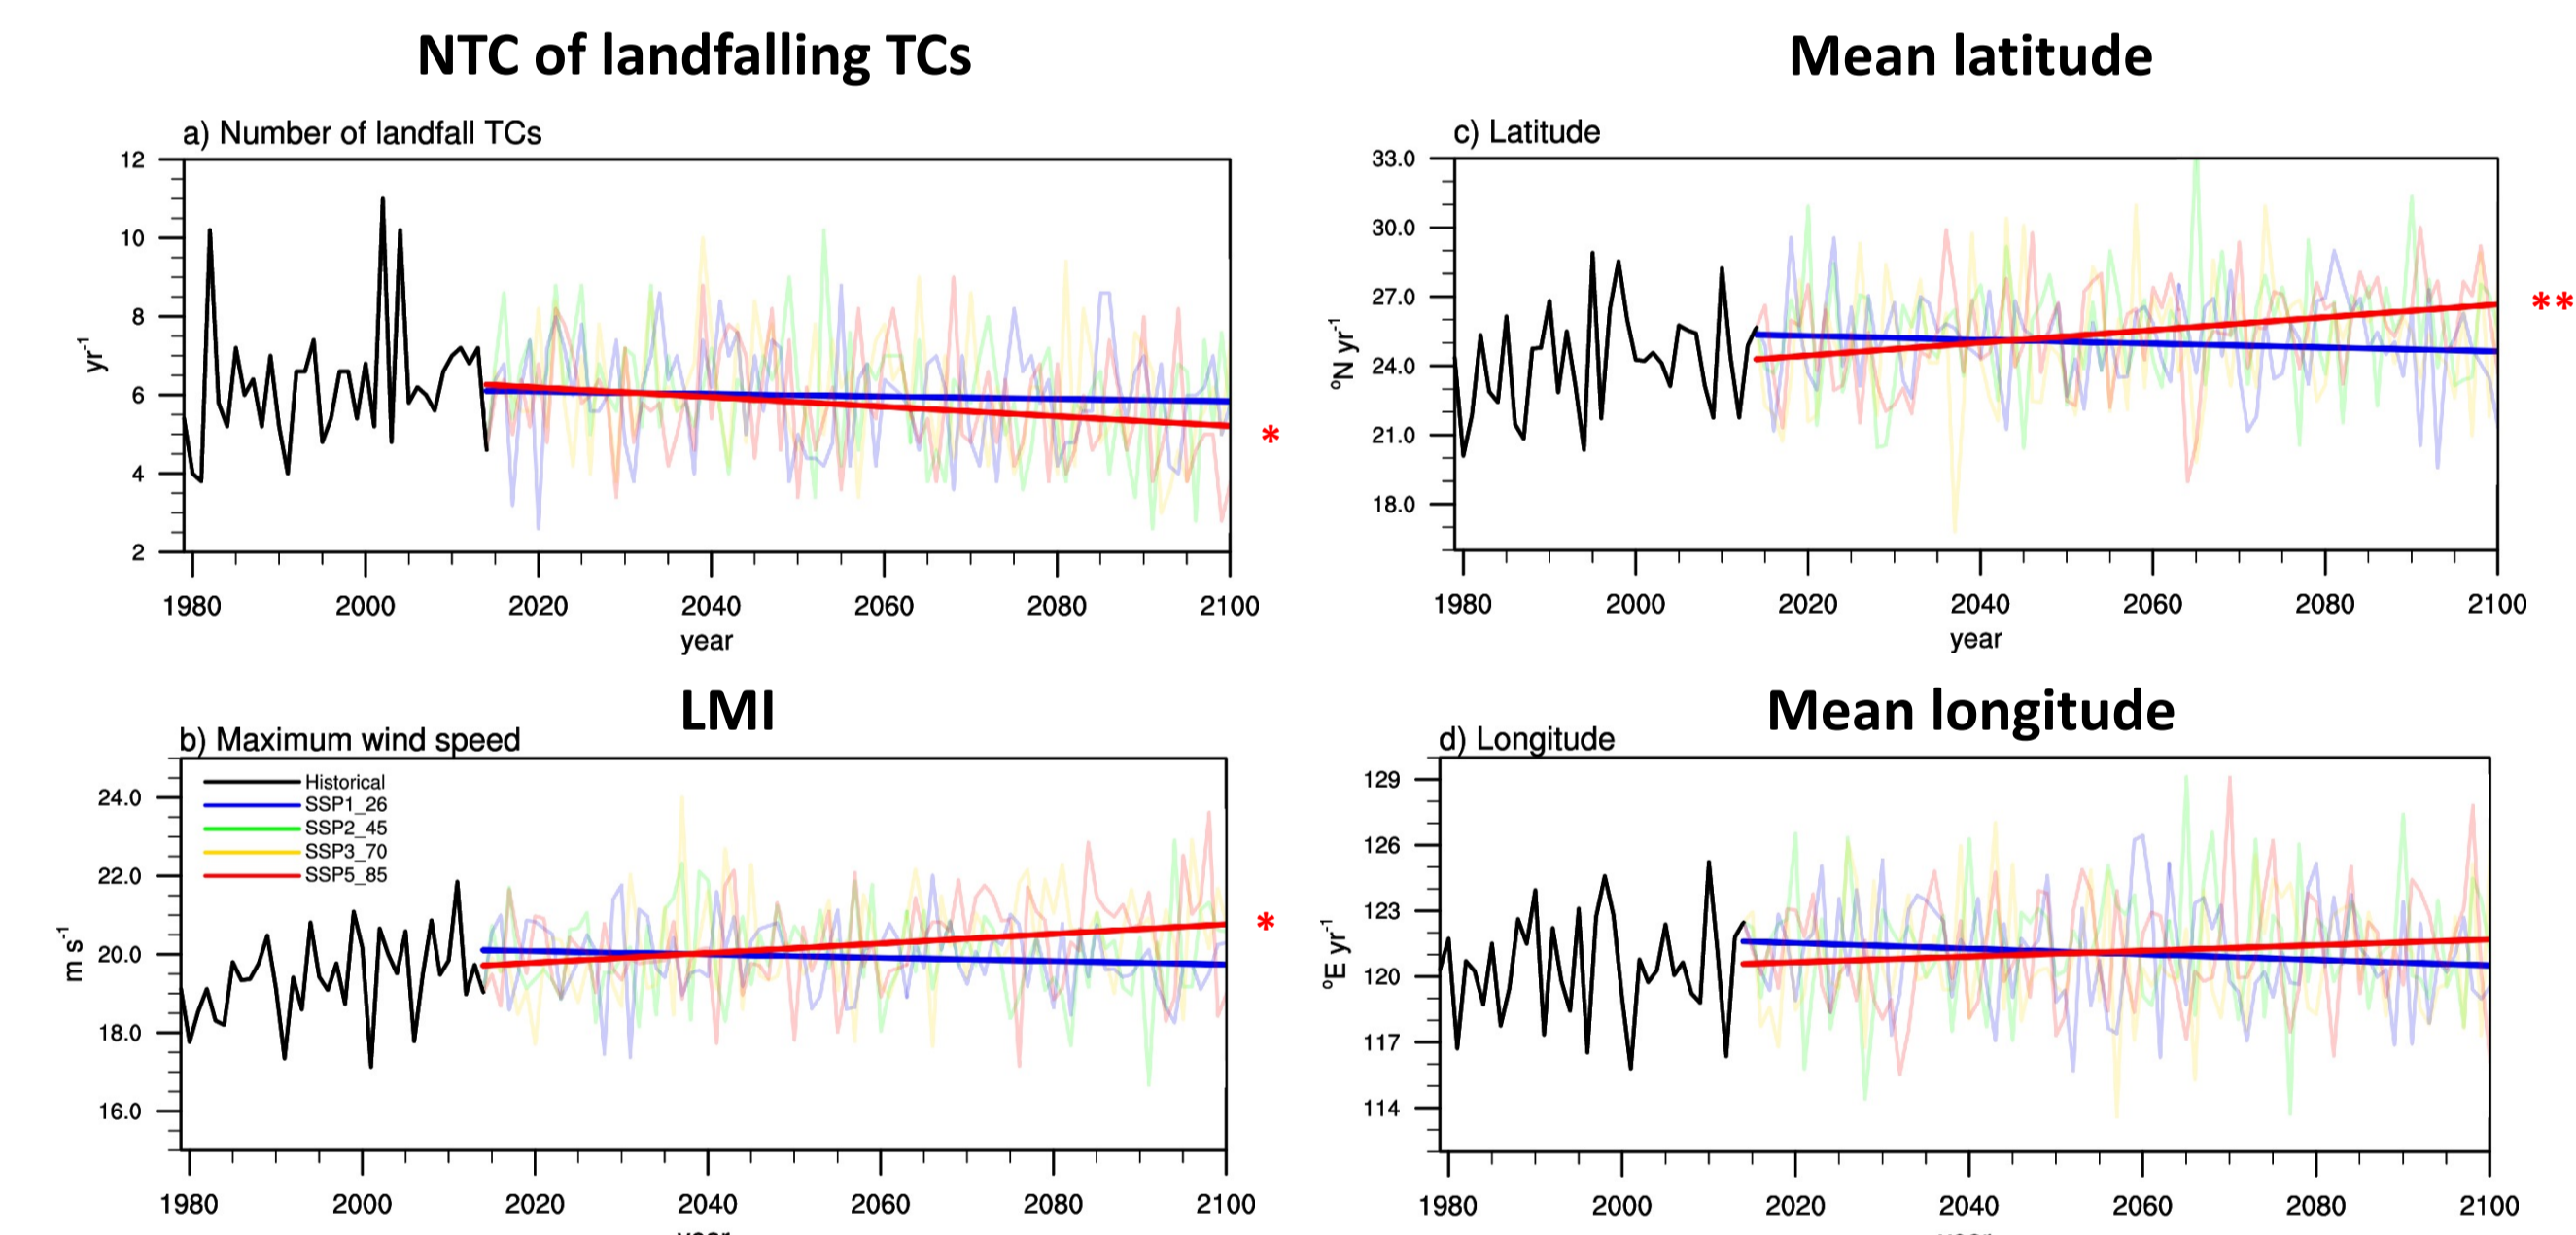 NTC of landfalling TCs
a) Number of landfall TCs
12
10
8
6
4
2
yr-1
1980 2000 2020 2040 2060 2080 2100
year
*
Mean latitude
c) Latitude
33.0
30.0
27.0
24.0
21.0
18.0
ºN yr-1
1980 2000 2020 2040 2060 2080 2100
year
**
LMI
b) Maximum wind speed
Historical
SSP1_26
SSP2_45
SSP3_70
SSP5_85
24.0
22.0
20.0
18.0
16.0
m s-1
1980 2000 2020 2040 2060 2080 2100
*
Mean longitude
d) Longitude
129
126
123
120
117
114
ºE yr-1
1980 2000 2020 2040 2060 2080 2100